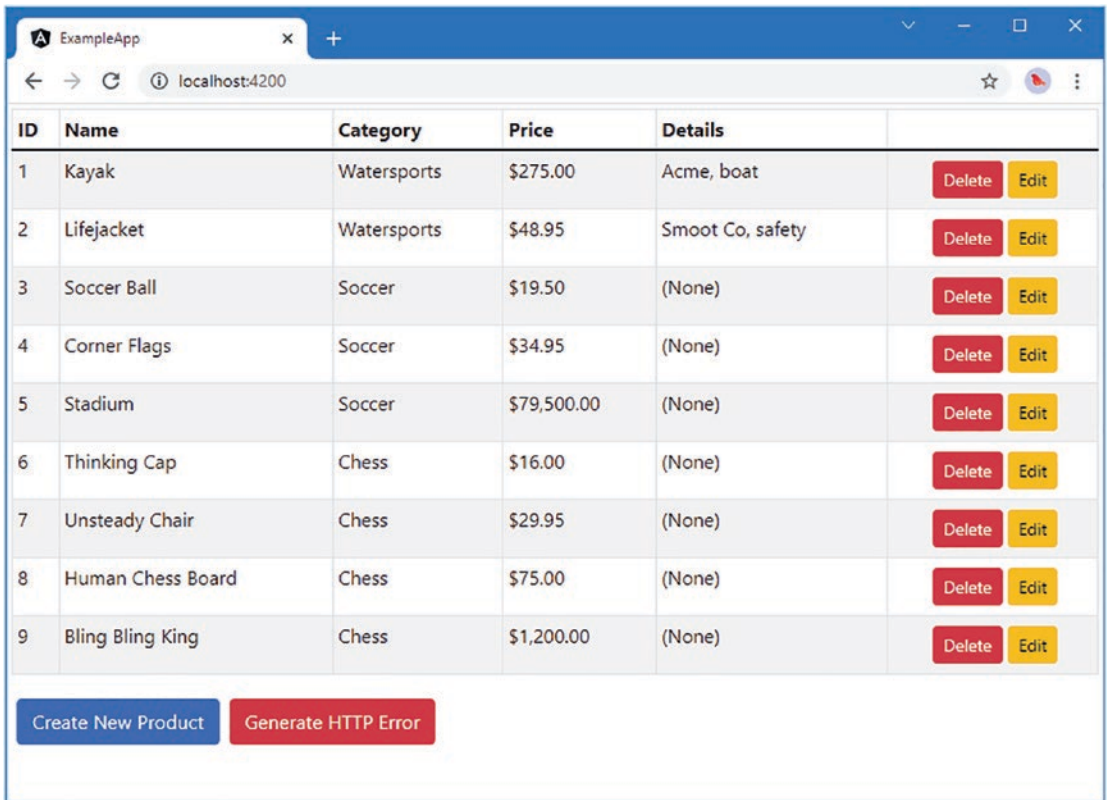 ExampleApp
localhost:4200
ID Name Category Price Details
1 Kayak Watersports $275.00 Acme, boat Delete Edit
2 Lifejacket Watersports $48.95 Smoot Co, safety Delete Edit
3 Soccer Ball Soccer $19.50 (None) Delete Edit
4 Corner Flags Soccer $34.95 (None) Delete Edit
5 Stadium Soccer $79,500.00 (None) Delete Edit
6 Thinking Cap Chess $16.00 (None) Delete Edit
7 Unsteady Chair Chess $29.95 (None) Delete Edit
8 Human Chess Board Chess $75.00 (None) Delete Edit
9 Bling Bling King Chess $1,200.00 (None) Delete Edit
Create New Product Generate HTTP Error